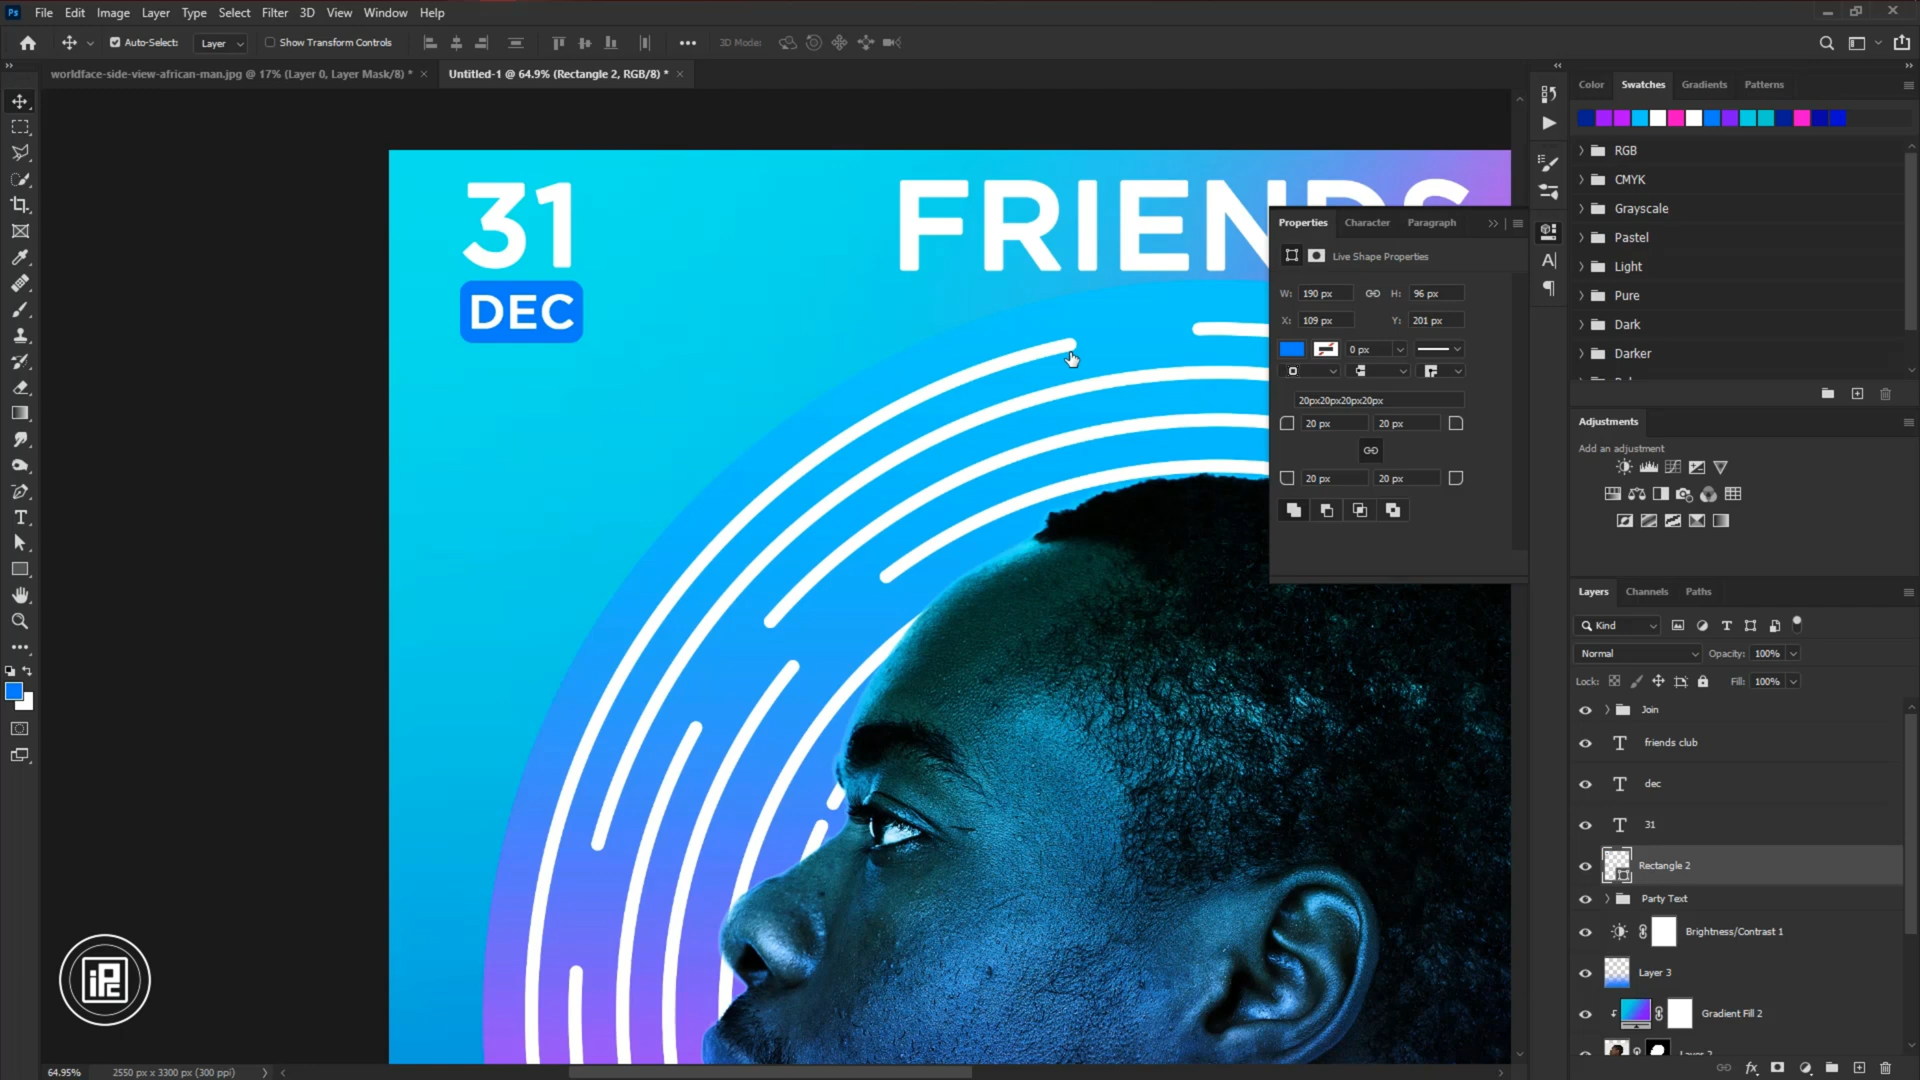 Ps File Edit Image Layer Type Select Filter 3D View Window Help
Auto-Select: Layer Show Transform Controls 3D Mode:
worldface-side-view-african-man.jpg @ 17% (Layer 0, Layer Mask/8) * × Untitled-1 @ 64.9% (Rectangle 2, RGB/8) * ×
Color Swatches Gradients Patterns
RGB
CMYK
Grayscale
Pastel
Light
Pure
Dark
Darker
31
DEC
FRIENDS
Properties Character Paragraph
Live Shape Properties
W: 190 px H: 96 px
X: 109 px Y: 201 px
0 px
20px20px20px20px
20 px 20 px
20 px 20 px
Adjustments
Add an adjustment
Layers Channels Paths
Kind
Normal Opacity: 100%
Lock: Fill: 100%
Join
friends club
dec
31
Rectangle 2
Party Text
Brightness/Contrast 1
Layer 3
Gradient Fill 2
64.95% 2550 px x 3300 px (300 ppi)